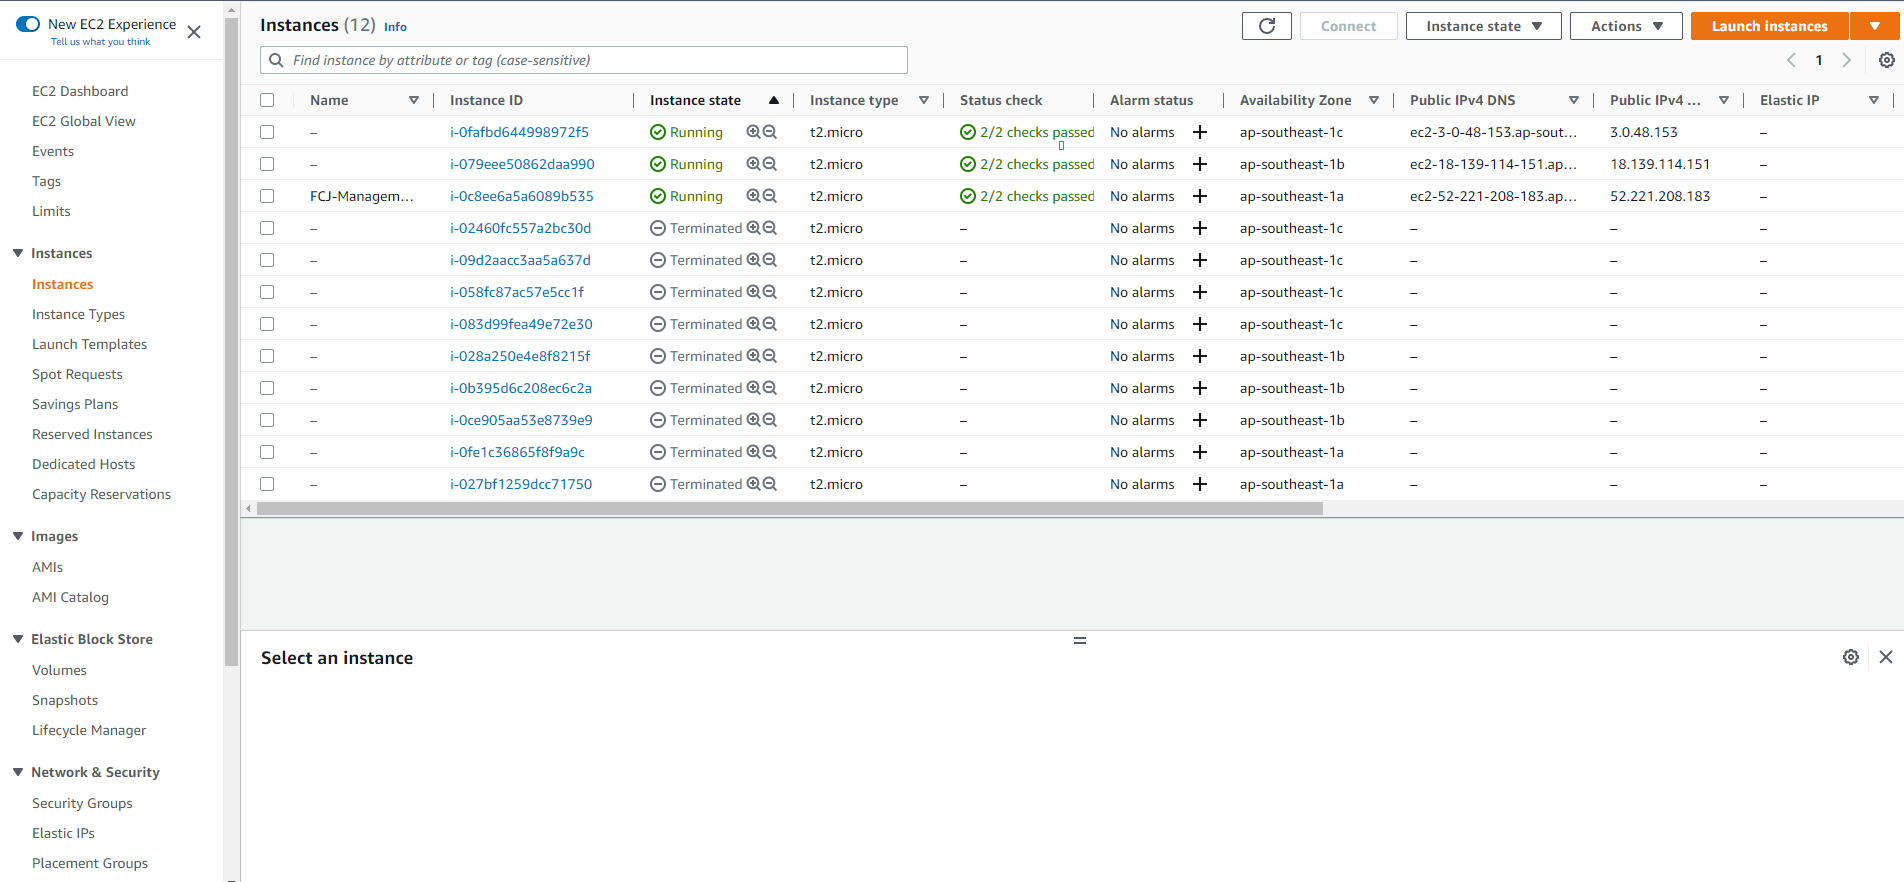 New EC2 Experience
Tell us what you think
EC2 Dashboard
EC2 Global View
Events
Tags
Limits
Instances
Instances
Instance Types
Launch Templates
Spot Requests
Savings Plans
Reserved Instances
Dedicated Hosts
Capacity Reservations
Images
AMIs
AMI Catalog
Elastic Block Store
Volumes
Snapshots
Lifecycle Manager
Network & Security
Security Groups
Elastic IPs
Placement Groups
Instances (12) Info
Connect Instance state Actions Launch instances
Find instance by attribute or tag (case-sensitive)
1
Name Instance ID Instance state Instance type Status check Alarm status Availability Zone Public IPv4 DNS Public IPv4 ... Elastic IP
– i-0fafbd644998972f5 Running t2.micro 2/2 checks passed No alarms ap-southeast-1c ec2-3-0-48-153.ap-sout... 3.0.48.153 –
– i-079eee50862daa990 Running t2.micro 2/2 checks passed No alarms ap-southeast-1b ec2-18-139-114-151.ap... 18.139.114.151 –
FCJ-Managem... i-0c8ee6a5a6089b535 Running t2.micro 2/2 checks passed No alarms ap-southeast-1a ec2-52-221-208-183.ap... 52.221.208.183 –
– i-02460fc557a2bc30d Terminated t2.micro – No alarms ap-southeast-1c – – –
– i-09d2aacc3aa5a637d Terminated t2.micro – No alarms ap-southeast-1c – – –
– i-058fc87ac57e5cc1f Terminated t2.micro – No alarms ap-southeast-1c – – –
– i-083d99fea49e72e30 Terminated t2.micro – No alarms ap-southeast-1c – – –
– i-028a250e4e8f8215f Terminated t2.micro – No alarms ap-southeast-1b – – –
– i-0b395d6c208ec6c2a Terminated t2.micro – No alarms ap-southeast-1b – – –
– i-0ce905aa53e8739e9 Terminated t2.micro – No alarms ap-southeast-1b – – –
– i-0fe1c36865f8f9a9c Terminated t2.micro – No alarms ap-southeast-1a – – –
– i-027bf1259dcc71750 Terminated t2.micro – No alarms ap-southeast-1a – – –
Select an instance